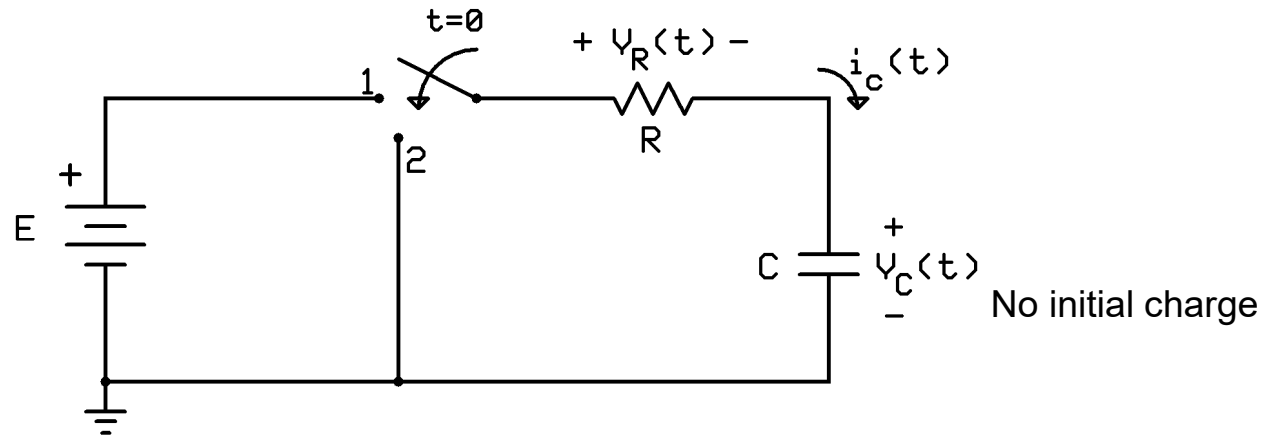 t=0
+ V_R(t) −
i_c(t)
1
R
2
+
E
+
C V_C(t)
−
No initial charge